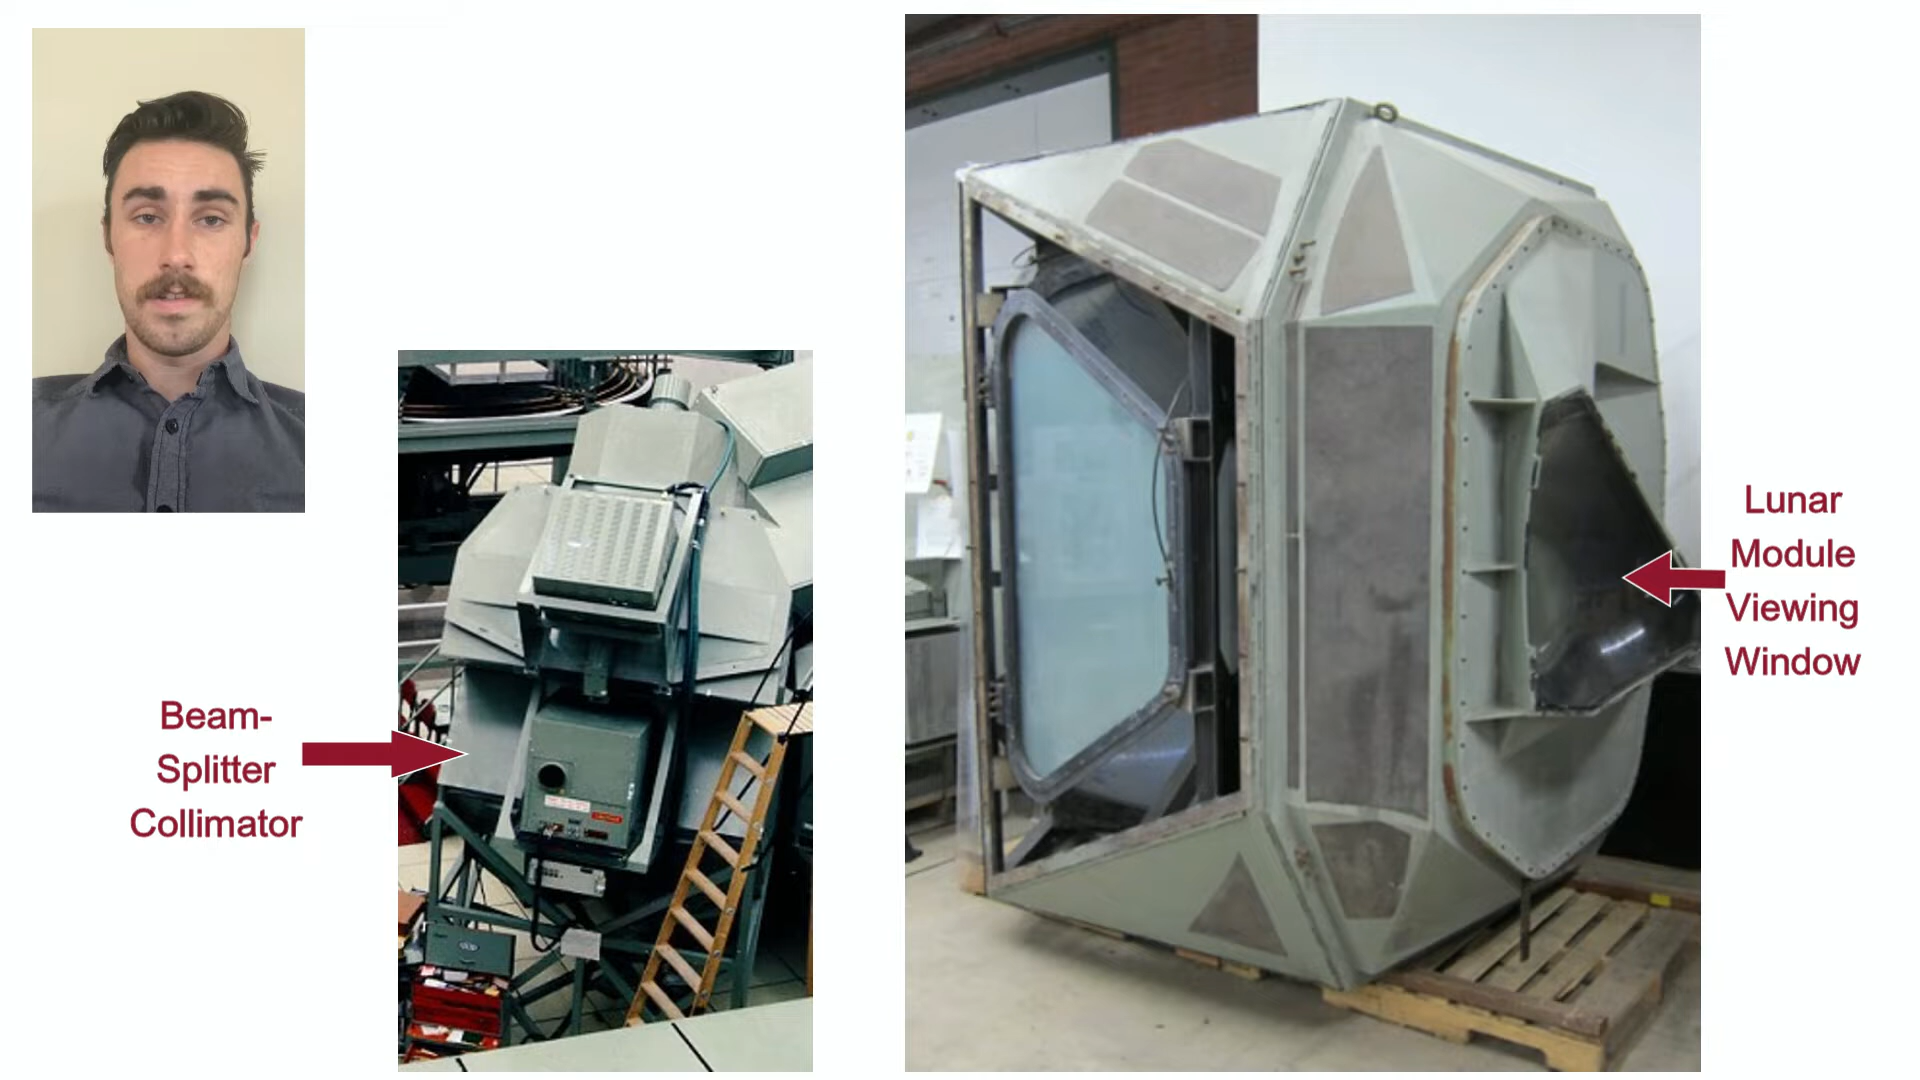 Beam-
Splitter
Collimator
Lunar
Module
Viewing
Window